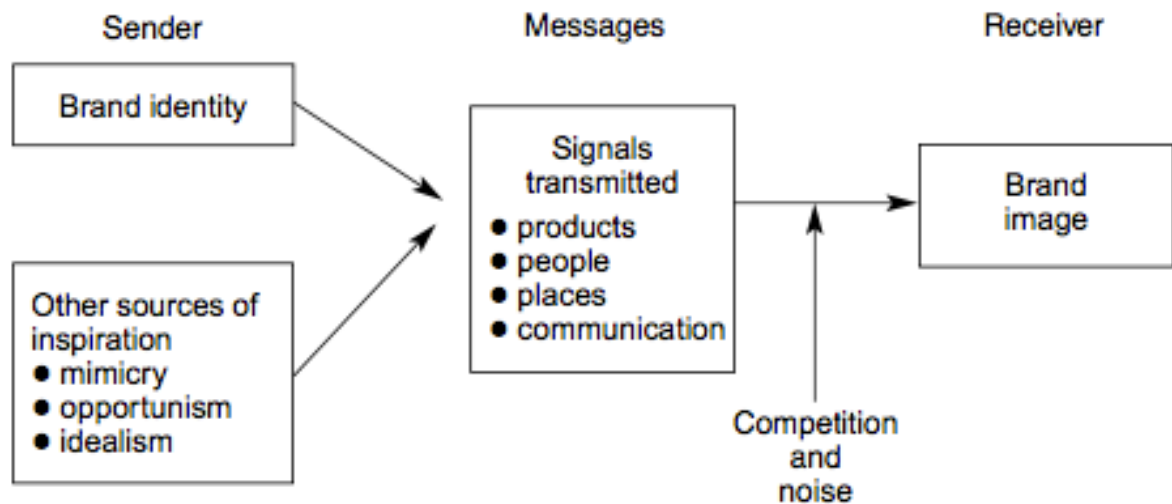 Sender
Messages
Receiver
Brand identity
Other sources of
inspiration
● mimicry
● opportunism
● idealism
Signals
transmitted
● products
● people
● places
● communication
Competition
and
noise
Brand
image